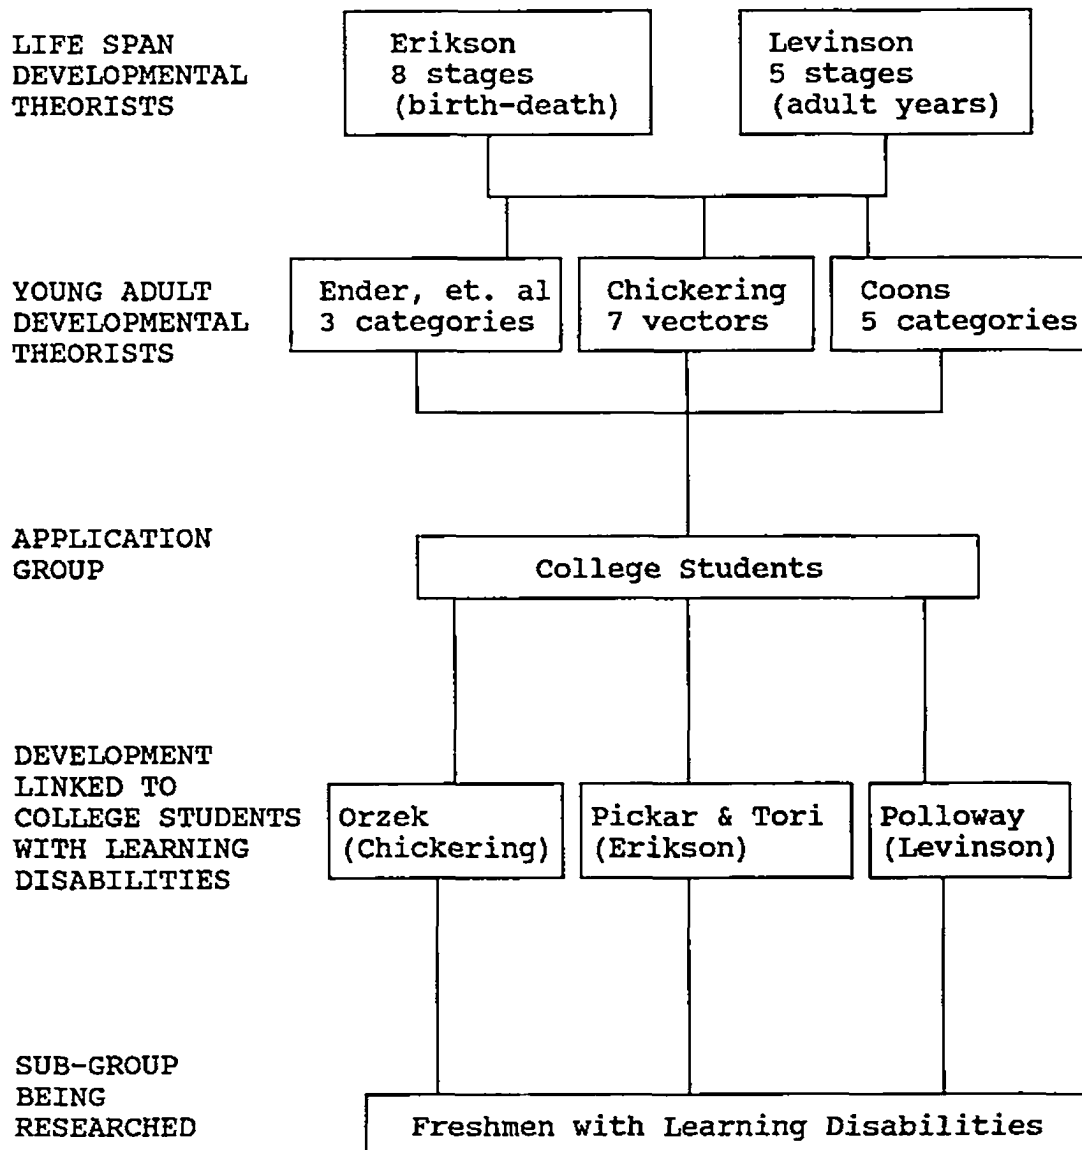 LIFE SPAN
DEVELOPMENTAL
THEORISTS
Erikson
8 stages
(birth-death)
Levinson
5 stages
(adult years)
YOUNG ADULT
DEVELOPMENTAL
THEORISTS
Ender, et. al
3 categories
Chickering
7 vectors
Coons
5 categories
APPLICATION
GROUP
College Students
DEVELOPMENT
LINKED TO
COLLEGE STUDENTS
WITH LEARNING
DISABILITIES
Orzek
(Chickering)
Pickar & Tori
(Erikson)
Polloway
(Levinson)
SUB-GROUP
BEING
RESEARCHED
Freshmen with Learning Disabilities